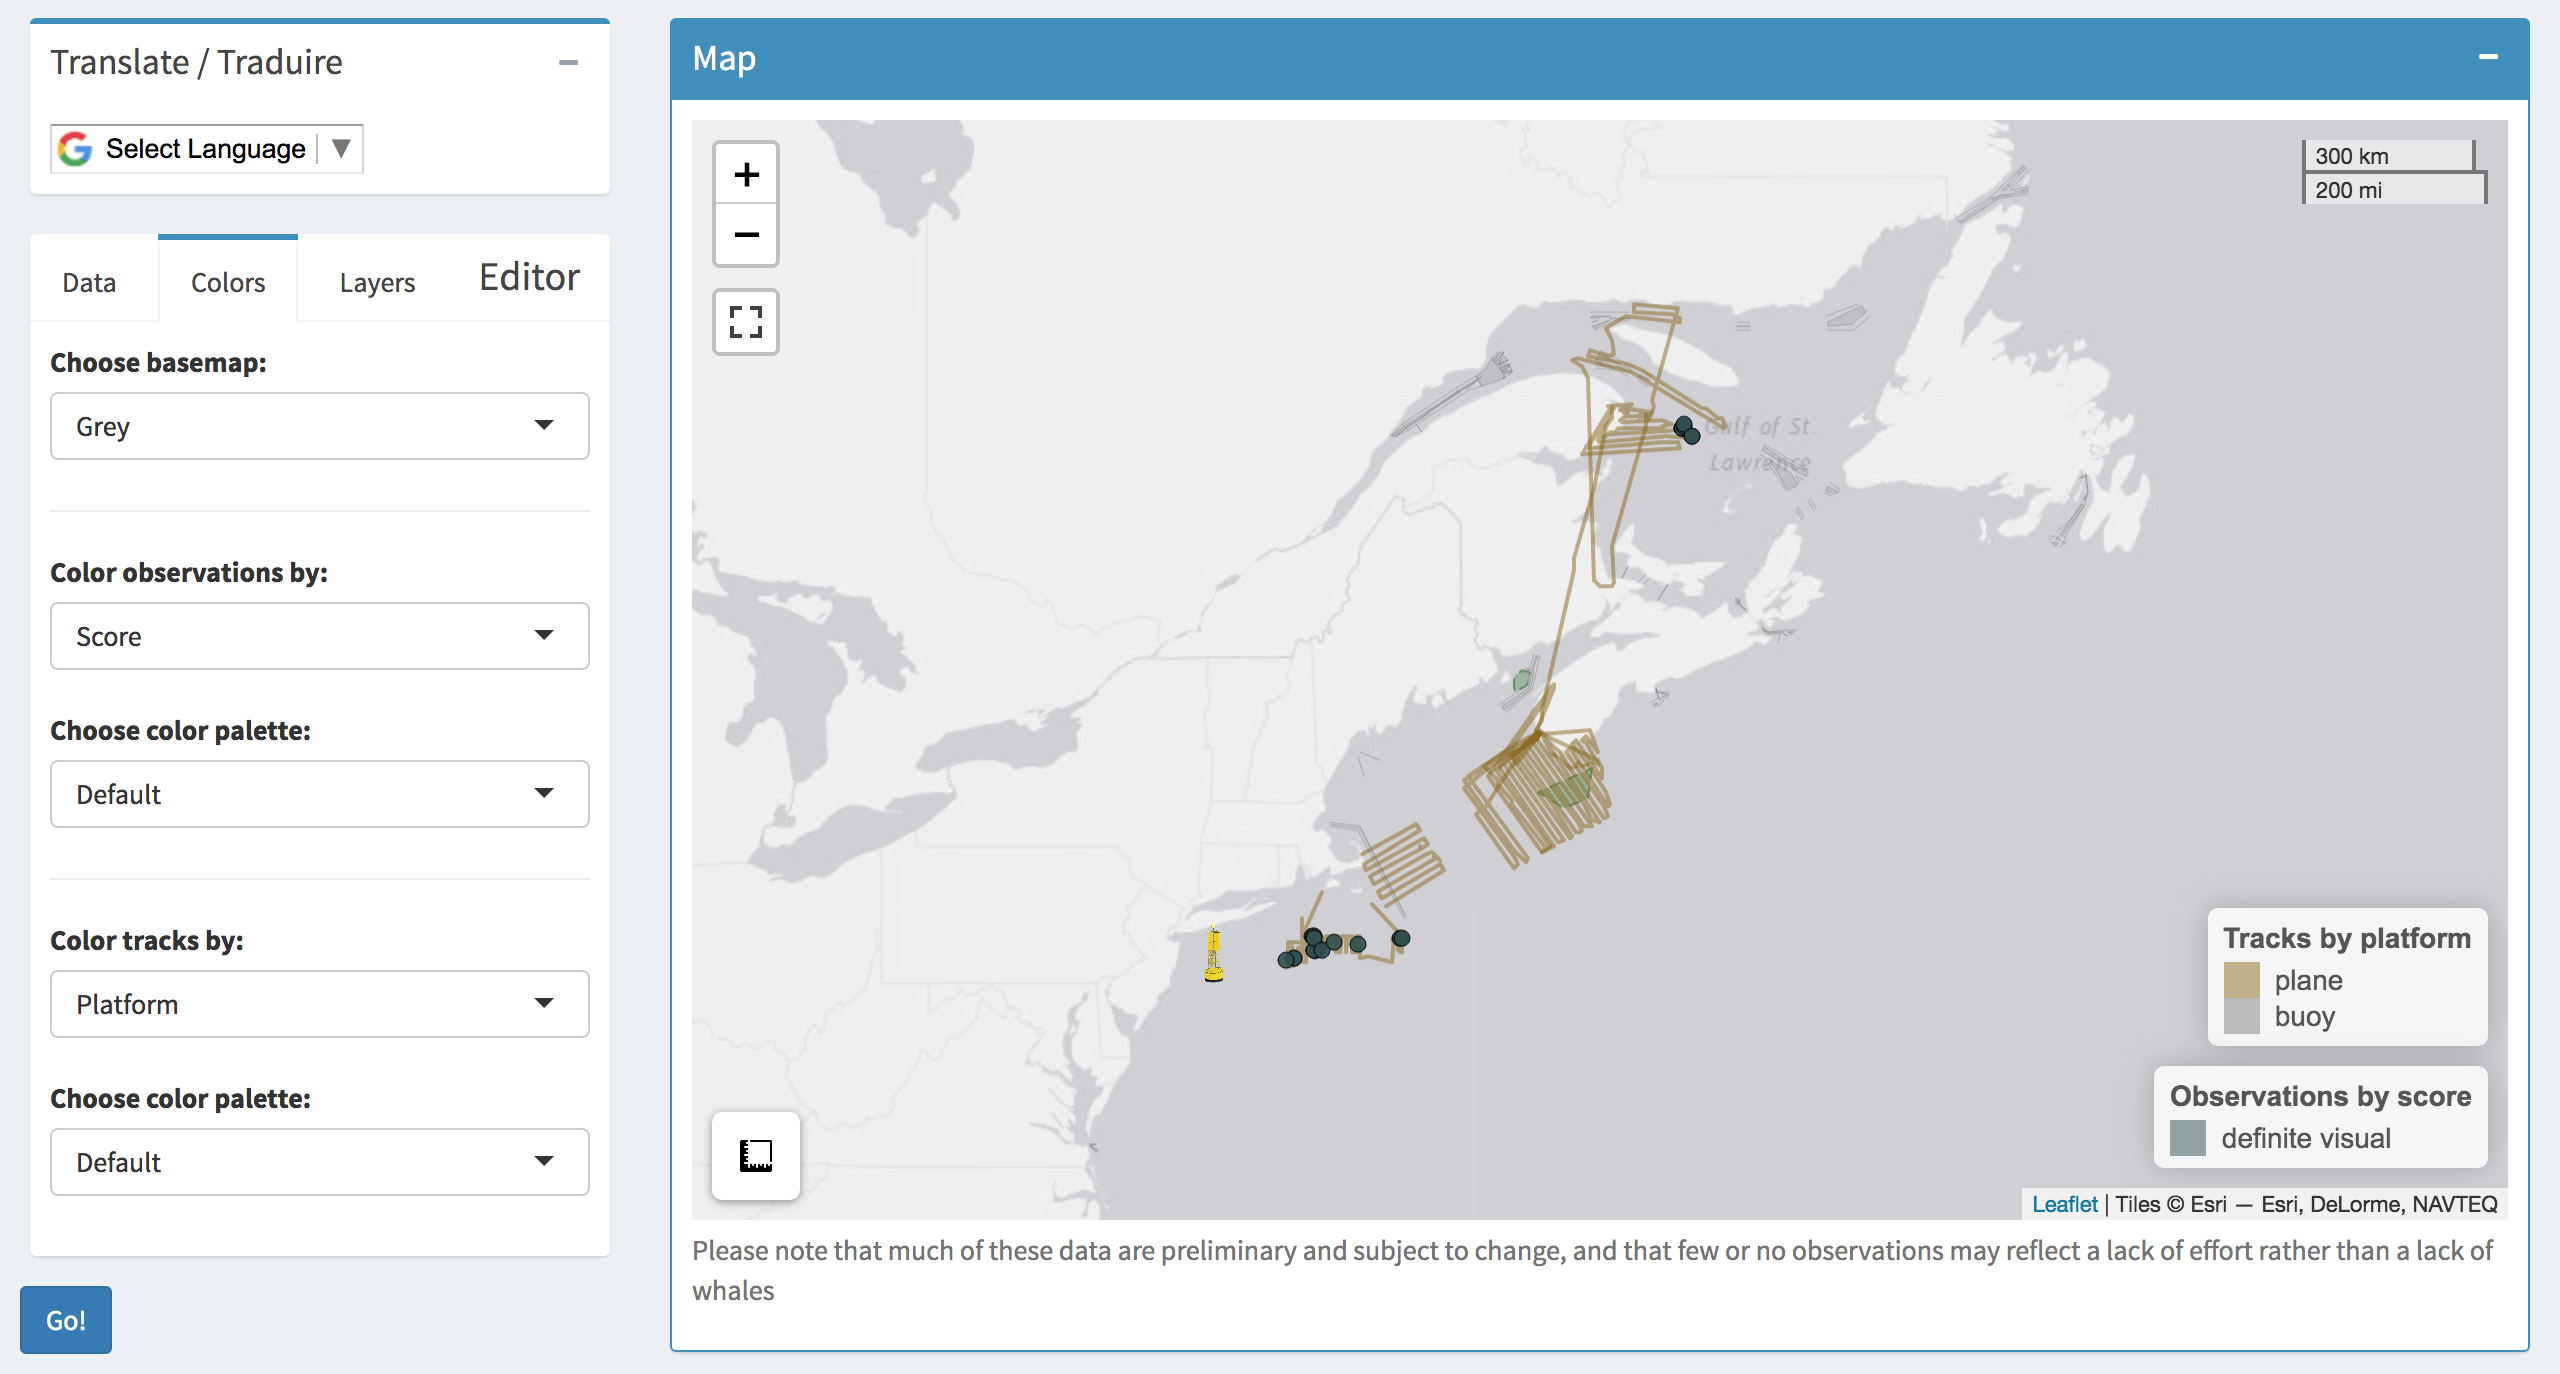 Translate / Traduire
Select Language
Data
Colors
Layers
Editor
Choose basemap:
Grey
Color observations by:
Score
Choose color palette:
Default
Color tracks by:
Platform
Choose color palette:
Default
Go!
Map
+
−
300 km
200 mi
Gulf of St.
Lawrence
Tracks by platform
plane
buoy
Observations by score
definite visual
Leaflet | Tiles © Esri — Esri, DeLorme, NAVTEQ
Please note that much of these data are preliminary and subject to change, and that few or no observations may reflect a lack of effort rather than a lack of
whales